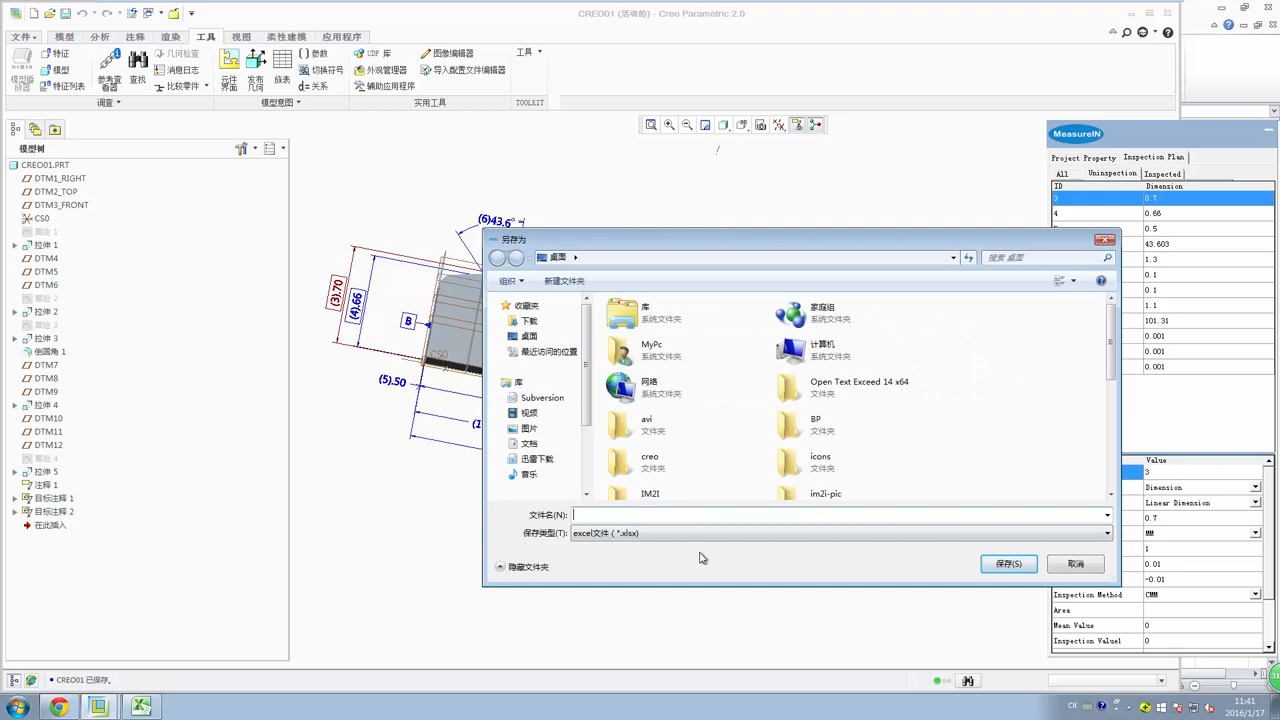 CREO01 (活动的) - Creo Parametric 2.0
文件 模型 分析 注释 渲染 工具 视图 柔性建模 应用程序
特征
模型
特征列表
参考查看器
查找
几何检查
消息日志
比较零件
调查
元件界面
发布几何
族表
参数
切换符号
d=关系
模型意图
UDF 库
外观管理器
辅助应用程序
图像编辑器
导入配置文件编辑器
实用工具
工具
TOOLKIT
模型树
CREO01.PRT
DTM1_RIGHT
DTM2_TOP
DTM3_FRONT
CS0
草绘 1
拉伸 1
DTM4
DTM5
DTM6
草绘 2
拉伸 2
草绘 3
拉伸 3
倒圆角 1
DTM7
DTM8
DTM9
拉伸 4
DTM10
DTM11
DTM12
草绘 4
拉伸 5
注释 1
目标注释 1
目标注释 2
在此插入
(6)43.6°
(3).70
(4).66
B
CS0
(5).50
(1
另存为
桌面
搜索 桌面
组织 新建文件夹
收藏夹
下载
桌面
最近访问的位置
库
Subversion
视频
图片
文档
迅雷下载
音乐
库
系统文件夹
家庭组
系统文件夹
MyPc
系统文件夹
计算机
系统文件夹
网络
系统文件夹
Open Text Exceed 14 x64
文件夹
avi
文件夹
BP
文件夹
creo
文件夹
icons
文件夹
IM2I
im2i-pic
文件名(N):
保存类型(T): excel文件 ( *.xlsx)
隐藏文件夹
保存(S) 取消
MeasureIN
Project Property Inspection Plan
All Uninspection Inspected
ID Dimension
3 0.7
4 0.66
0.5
43.603
1.3
0.1
0.1
1.1
101.31
0.001
0.001
0.001
Value
3
Dimension
Linear Dimension
0.7
MM
1
0.01
-0.01
Inspection Method CMM
Area
Mean Value 0
Inspection Value1 0
CREO01 已保存。
CH
11:41
2016/1/17